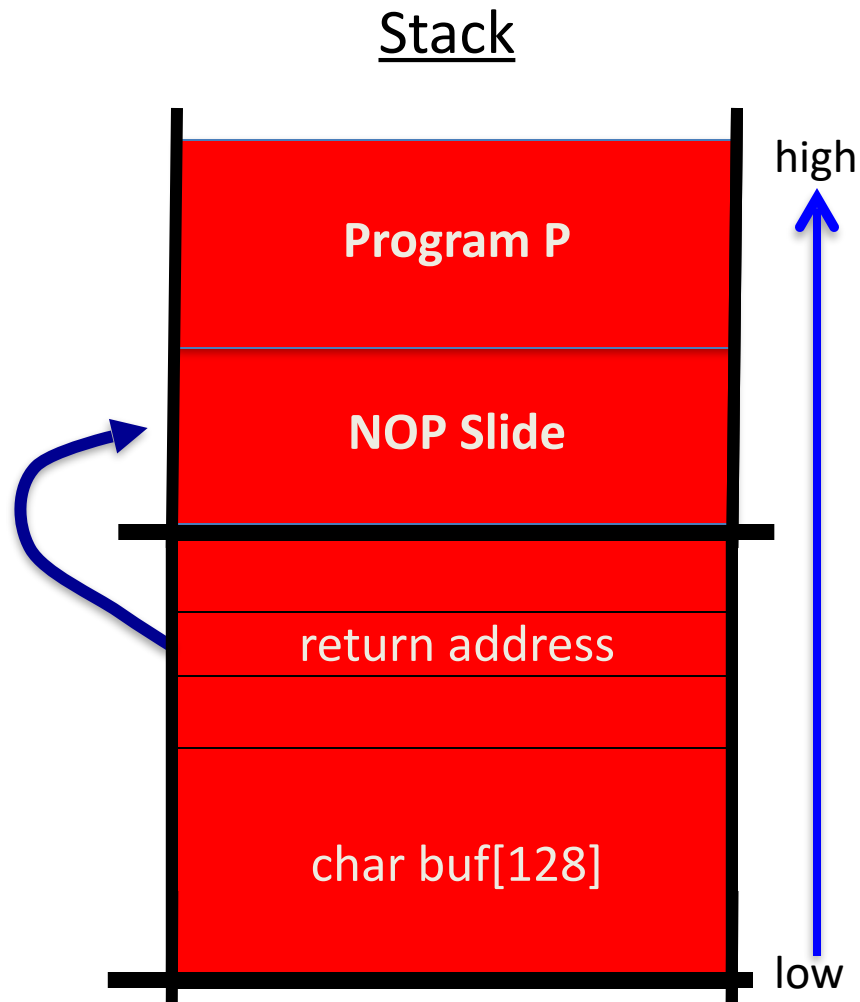 Stack
high
Program P
NOP Slide
return address
char buf[128]
low